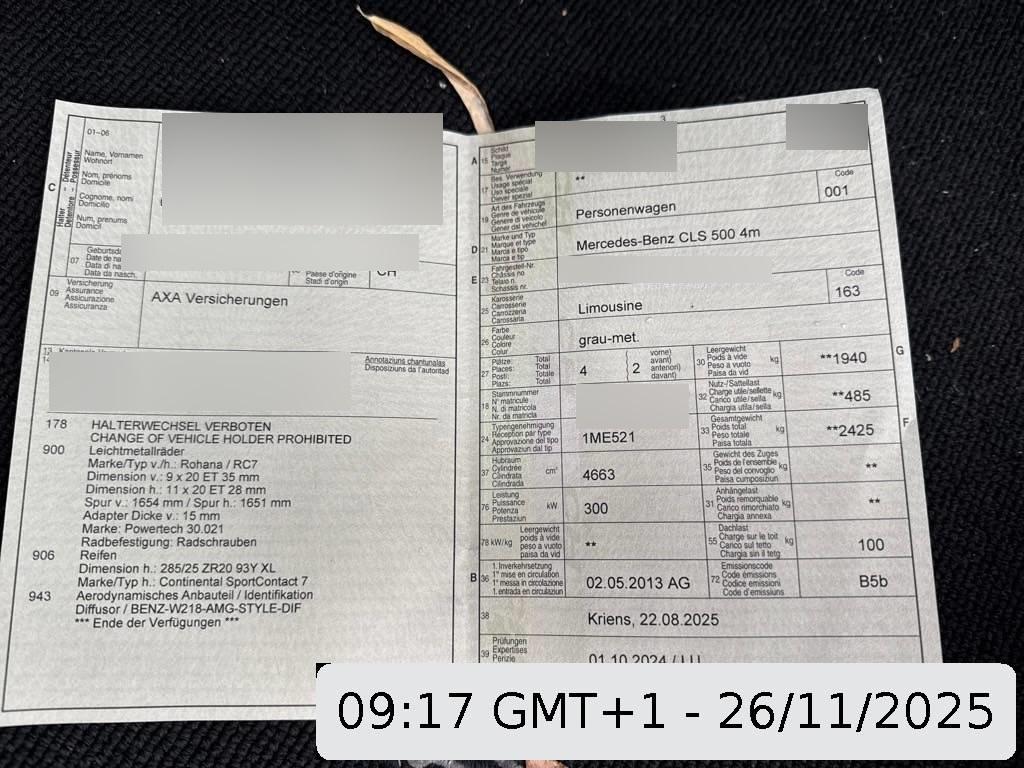 01-06
C
Halter
Détenteur
Detentore
Possessur
Name, Vornamen
Wohnort
Nom, prénoms
Domicile
Cognome, nomi
Domicilio
Num, prenums
Domicil
07
Geburtsda
Date de na
Data di na
Data da nasch.
Paese d'origine
Stadi d'origin
CH
09
Versicherung
Assurance
Assicurazione
Assicuranza
AXA Versicherungen
13
14
Annotaziuns chantunalas
Disposiziuns da l'autoritad
178 HALTERWECHSEL VERBOTEN
CHANGE OF VEHICLE HOLDER PROHIBITED
900 Leichtmetallräder
Marke/Typ v./h.: Rohana / RC7
Dimension v.: 9 x 20 ET 35 mm
Dimension h.: 11 x 20 ET 28 mm
Spur v.: 1654 mm / Spur h.: 1651 mm
Adapter Dicke v.: 15 mm
Marke: Powertech 30.021
Radbefestigung: Radschrauben
906 Reifen
Dimension h.: 285/25 ZR20 93Y XL
Marke/Typ h.: Continental SportContact 7
943 Aerodynamisches Anbauteil / Identifikation
Diffusor / BENZ-W218-AMG-STYLE-DIF
*** Ende der Verfügungen ***
3
A 15
Schild
Plaque
Targa
Numer
17
Bes. Verwendung
Usage spécial
Uso speciale
Diever spezial
**
19
Art des Fahrzeugs
Genre de véhicule
Genere di veicolo
Gener dal vehichel
Personenwagen
Code
001
D 21
Marke und Typ
Marque et type
Marca e tipo
Marca e tip
Mercedes-Benz CLS 500 4m
E 23
Fahrgestell-Nr.
Châssis no
Telaio n.
Schassis nr.
25
Karosserie
Carrosserie
Carrozzeria
Carossaria
Limousine
Code
163
26
Farbe
Couleur
Colore
Colur
grau-met.
27
Plätze: Total
Places: Total
Posti: Totale
Plazs: Total
4
2
vorne)
avant)
anteriori)
davant)
30
Leergewicht
Poids à vide
Peso a vuoto
Paisa da vid
kg
**1940
G
18
Stammnummer
N° matricule
N. di matricola
Nr. da matricla
32
Nutz-/Sattellast
Charge utile/sellette
Carico utile/sella
Chargia utila/sella
kg
**485
24
Typengenehmigung
Réception par type
Approvazione del tipo
Approvaziun dal tip
1ME521
33
Gesamtgewicht
Poids total
Peso totale
Paisa totala
kg
**2425
F
37
Hubraum
Cylindrée
Cilindrata
Cilindrada
cm³
4663
35
Gewicht des Zuges
Poids de l'ensemble
Peso del convoglio
Paisa cumposiziun
kg
**
76
Leistung
Puissance
Potenza
Prestaziun
kW
300
31
Anhängelast
Poids remorquable
Carico rimorchiato
Chargia annexa
kg
**
78 kW/kg
Leergewicht
poids à vide
peso a vuoto
paisa da vid
**
55
Dachlast
Charge sur le toit
Carico sul tetto
Chargia sin il tetg
kg
100
B 36
1. Inverkehrsetzung
1re mise en circulation
1a messa in circolazione
1. entrada en circulaziun
02.05.2013 AG
72
Emissionscode
Code émissions
Codice emissioni
Code d'emissiuns
B5b
38
Kriens, 22.08.2025
39
Prüfungen
Expertises
Perizie
01.10.2024 / LU
09:17 GMT+1 - 26/11/2025